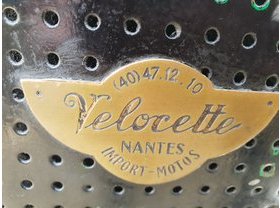 (40) 47.12.10
Velocette
NANTES
IMPORT-MOTOS